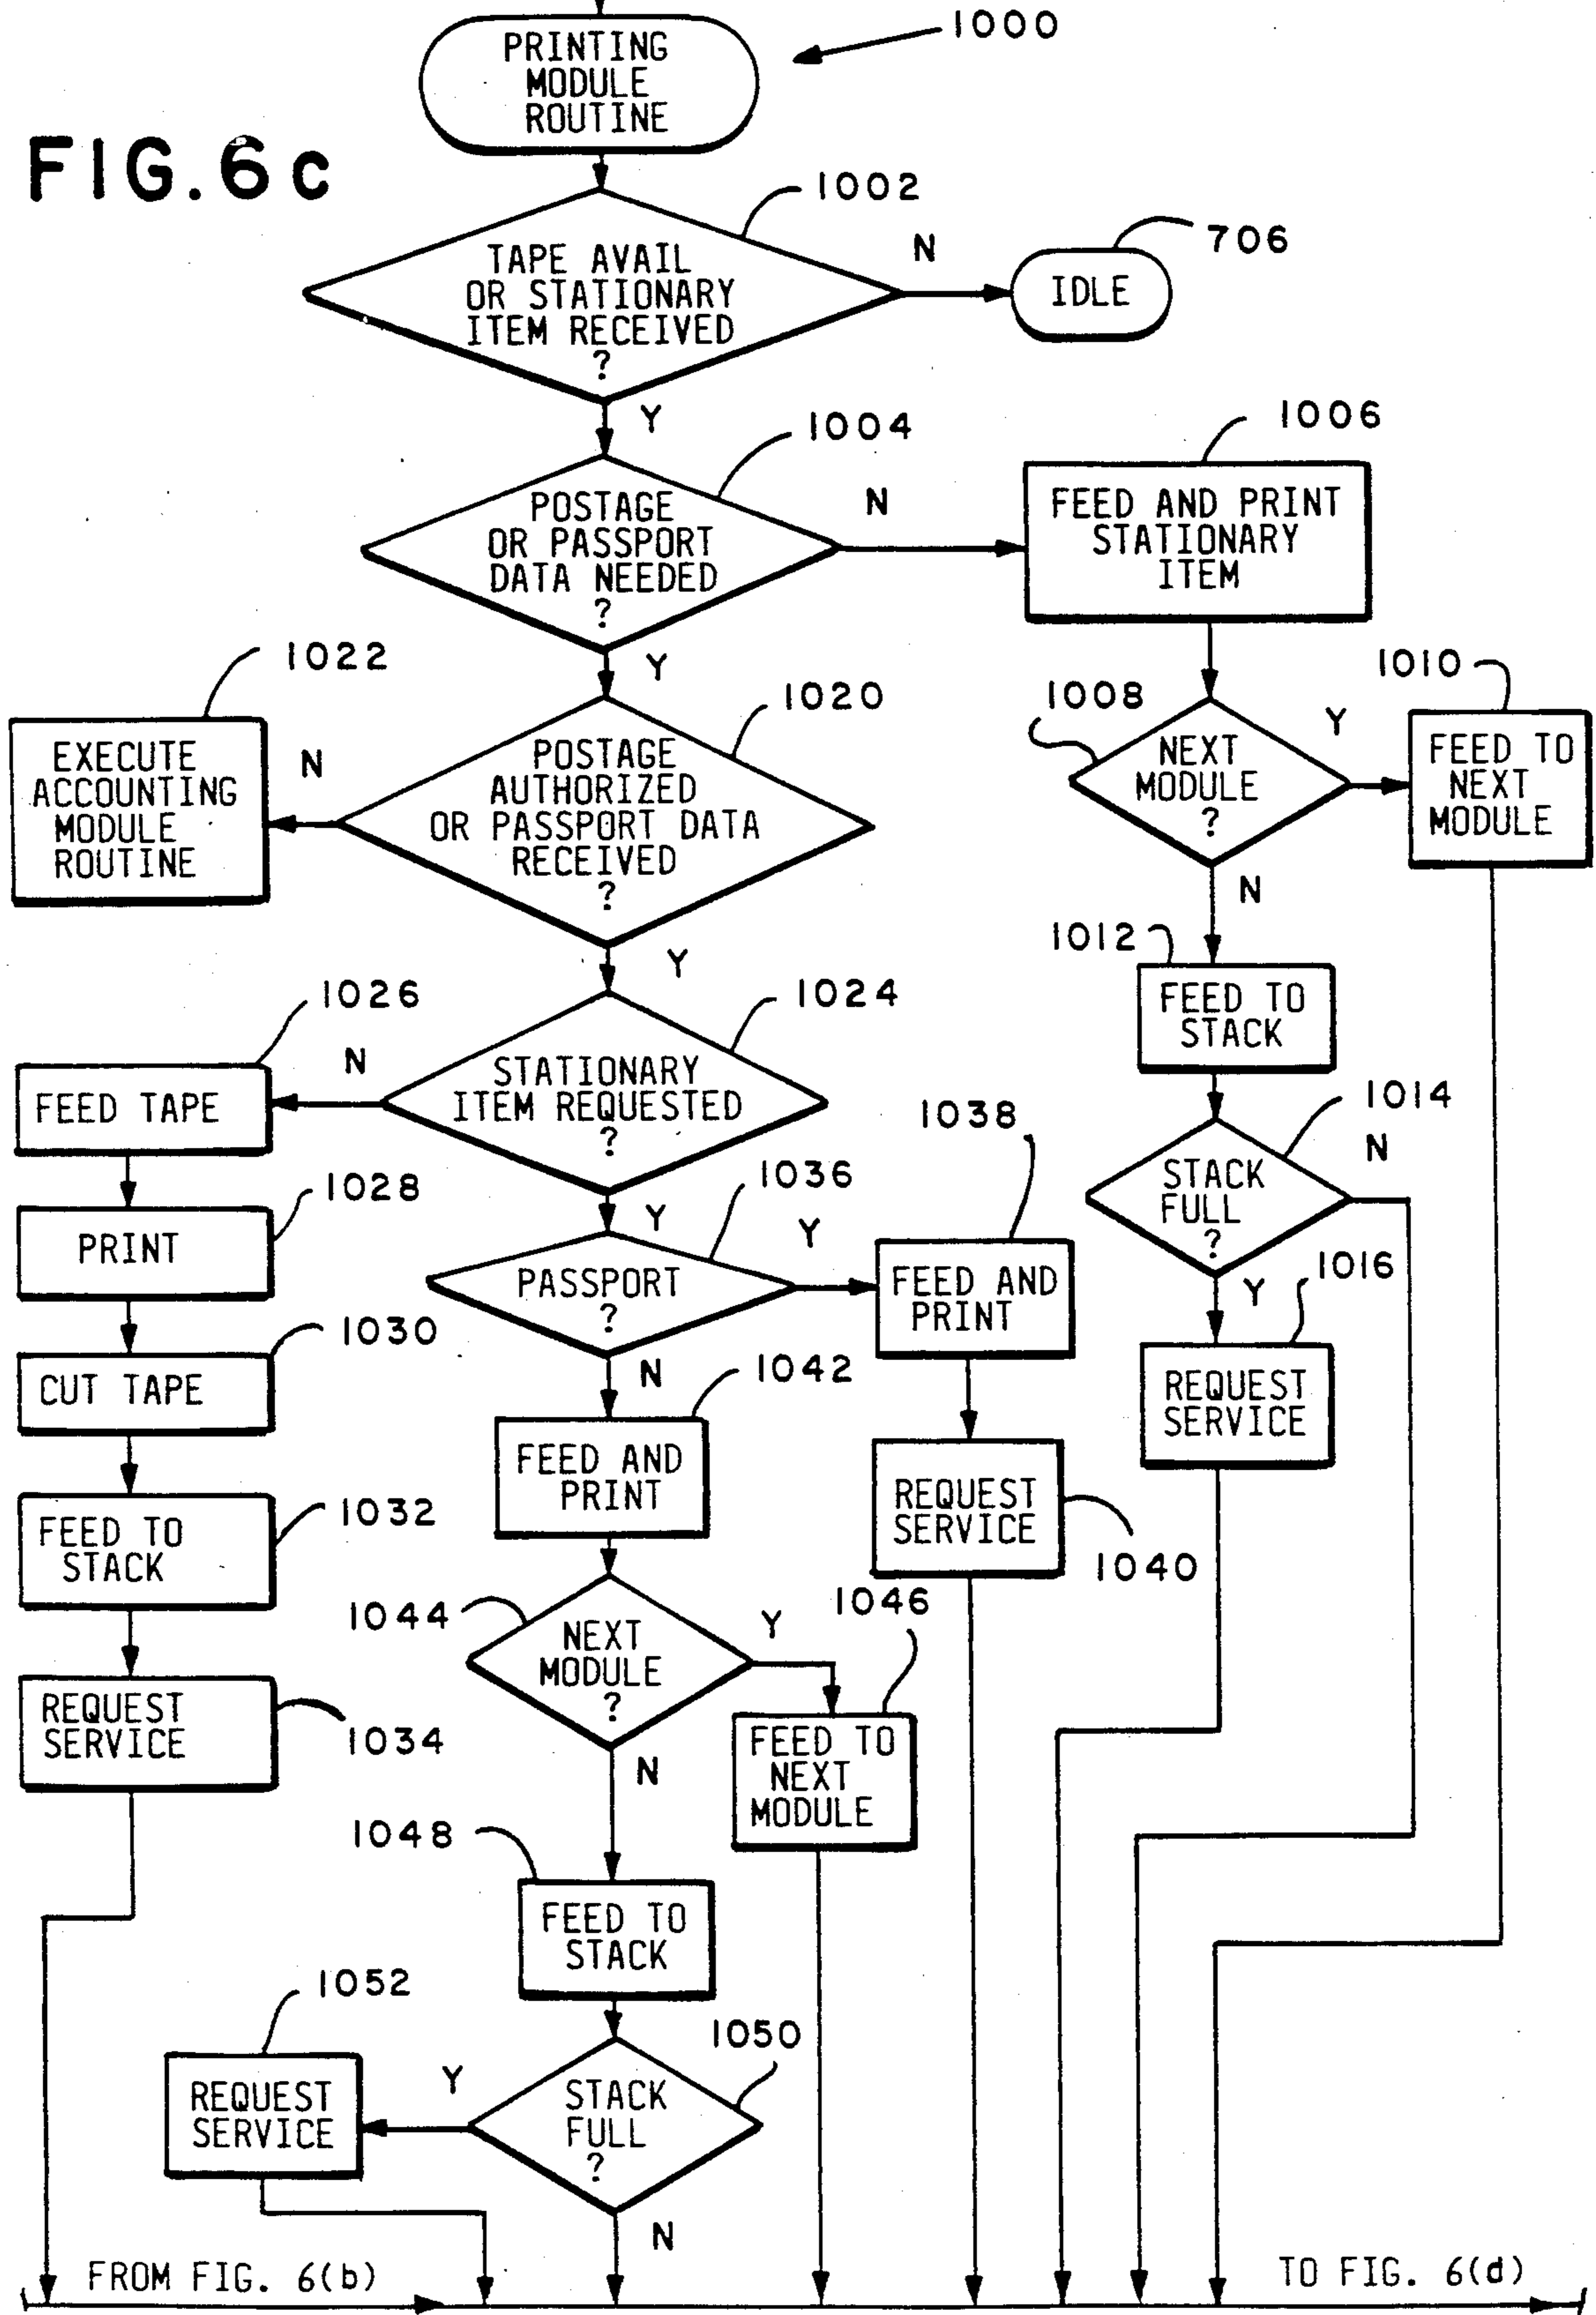 1000
PRINTING
MODULE
ROUTINE
FIG.6c
1002
TAPE AVAIL
OR STATIONARY
ITEM RECEIVED
?
N
706
IDLE
Y
1004
POSTAGE
OR PASSPORT
DATA NEEDED
?
N
1006
FEED AND PRINT
STATIONARY
ITEM
Y
1022
EXECUTE
ACCOUNTING
MODULE
ROUTINE
N
1020
POSTAGE
AUTHORIZED
OR PASSPORT DATA
RECEIVED
?
1008
NEXT
MODULE
?
Y
1010
FEED TO
NEXT
MODULE
N
Y
1012
FEED TO
STACK
1026
FEED TAPE
N
1024
STATIONARY
ITEM REQUESTED
?
1014
STACK
FULL
?
N
1028
PRINT
Y
1036
PASSPORT
?
Y
1038
FEED AND
PRINT
Y
1016
REQUEST
SERVICE
1030
CUT TAPE
N
1042
FEED AND
PRINT
REQUEST
SERVICE
1040
1032
FEED TO
STACK
1044
NEXT
MODULE
?
Y
1046
FEED TO
NEXT
MODULE
REQUEST
SERVICE
1034
N
1048
FEED TO
STACK
1052
REQUEST
SERVICE
Y
1050
STACK
FULL
?
N
FROM FIG. 6(b)
TO FIG. 6(d)